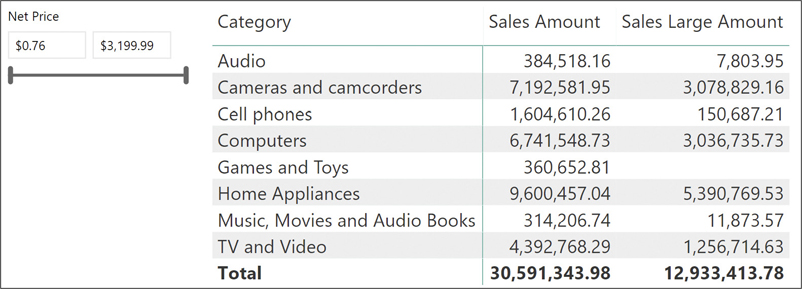 Net Price
$0.76 $3,199.99
Category Sales Amount Sales Large Amount
Audio 384,518.16 7,803.95
Cameras and camcorders 7,192,581.95 3,078,829.16
Cell phones 1,604,610.26 150,687.21
Computers 6,741,548.73 3,036,735.73
Games and Toys 360,652.81
Home Appliances 9,600,457.04 5,390,769.53
Music, Movies and Audio Books 314,206.74 11,873.57
TV and Video 4,392,768.29 1,256,714.63
Total 30,591,343.98 12,933,413.78